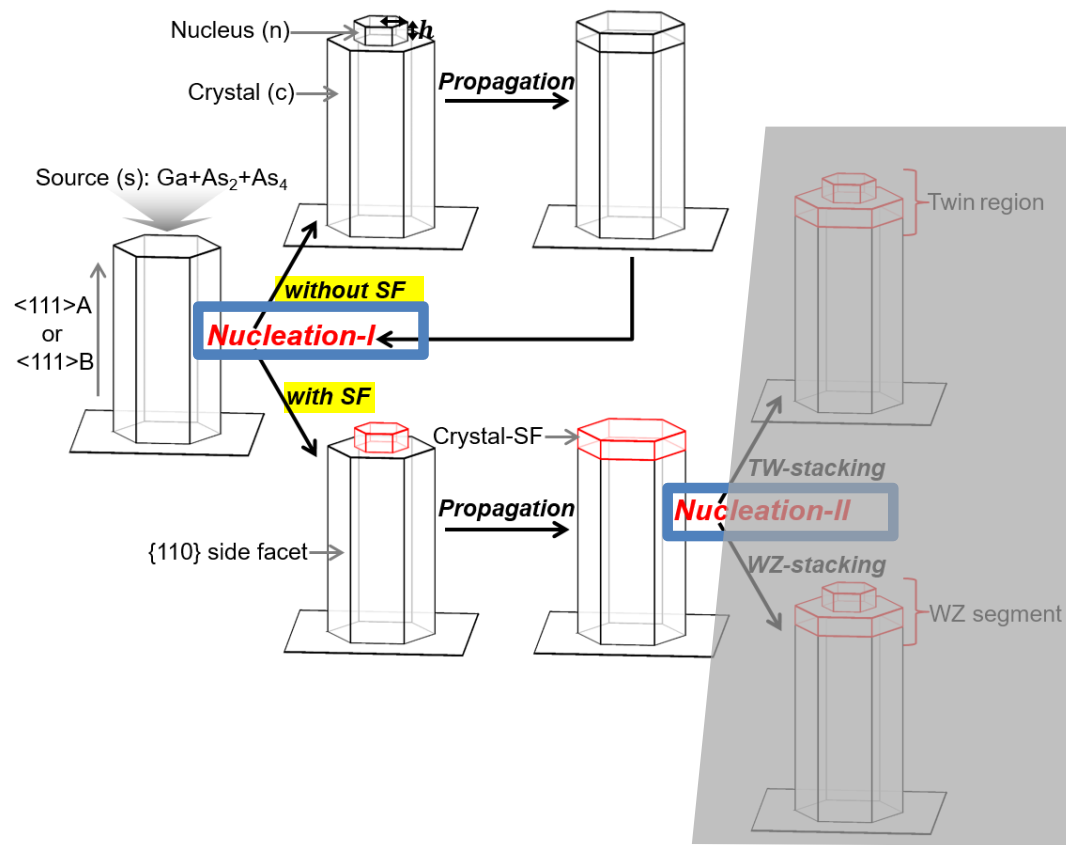 Nucleus (n)
h
Crystal (c)
Propagation
Source (s): Ga+As₂+As₄
Twin region
<111>A
or
<111>B
without SF
Nucleation-I
with SF
Crystal-SF
TW-stacking
Propagation
Nucleation-II
{110} side facet
WZ-stacking
WZ segment